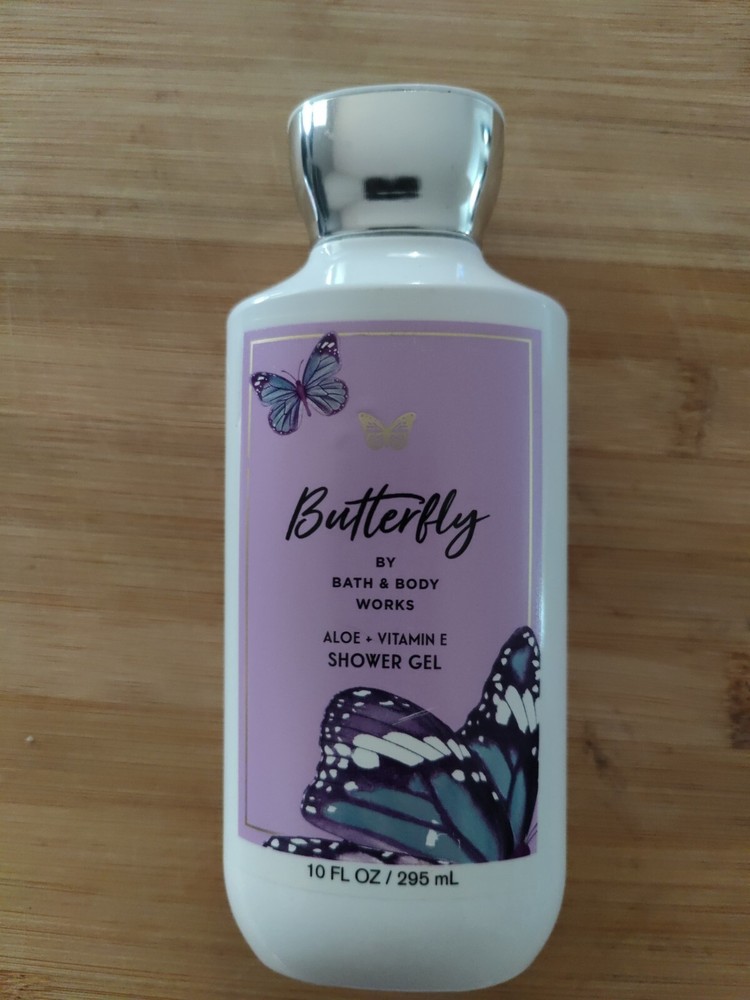 Butterfly
BY
BATH & BODY
WORKS
ALOE + VITAMIN E
SHOWER GEL
10 FL OZ / 295 mL